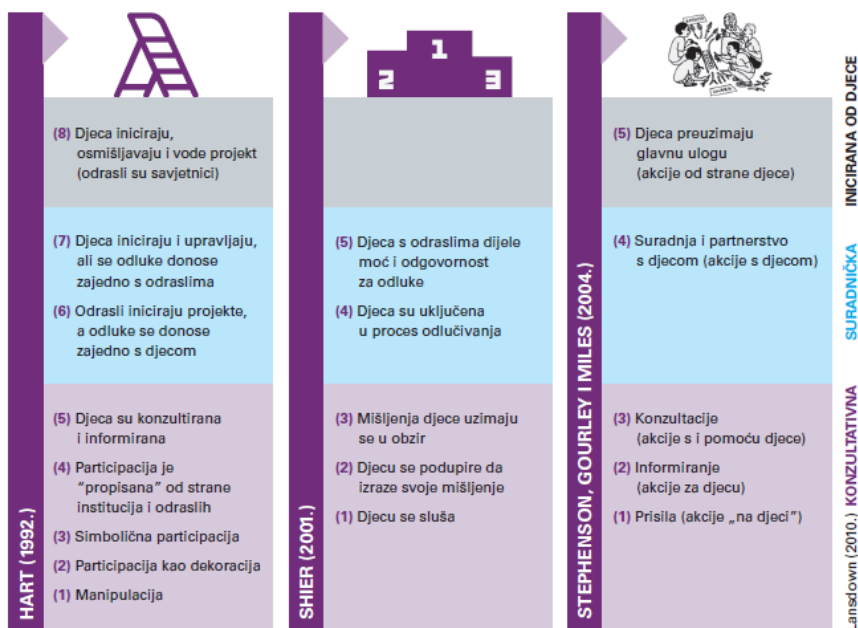 HART (1992.)
(8) Djeca iniciraju,
osmišljavaju i vode projekt
(odrasli su savjetnici)
(7) Djeca iniciraju i upravljaju,
ali se odluke donose
zajedno s odraslima
(6) Odrasli iniciraju projekte,
a odluke se donose
zajedno s djecom
(5) Djeca su konzultirana
i informirana
(4) Participacija je
“propisana” od strane
institucija i odraslih
(3) Simbolična participacija
(2) Participacija kao dekoracija
(1) Manipulacija
SHIER (2001.)
1
2
3
(5) Djeca s odraslima dijele
moć i odgovornost
za odluke
(4) Djeca su uključena
u proces odlučivanja
(3) Mišljenja djece uzimaju
se u obzir
(2) Djecu se podupire da
izraze svoje mišljenje
(1) Djecu se sluša
STEPHENSON, GOURLEY I MILES (2004.)
(5) Djeca preuzimaju
glavnu ulogu
(akcije od strane djece)
(4) Suradnja i partnerstvo
s djecom (akcije s djecom)
(3) Konzultacije
(akcije s i pomoću djece)
(2) Informiranje
(akcije za djecu)
(1) Prisila (akcije „na djeci”)
Lansdown (2010.) KONZULTATIVNA SURADNIČKA INICIRANA OD DJECE